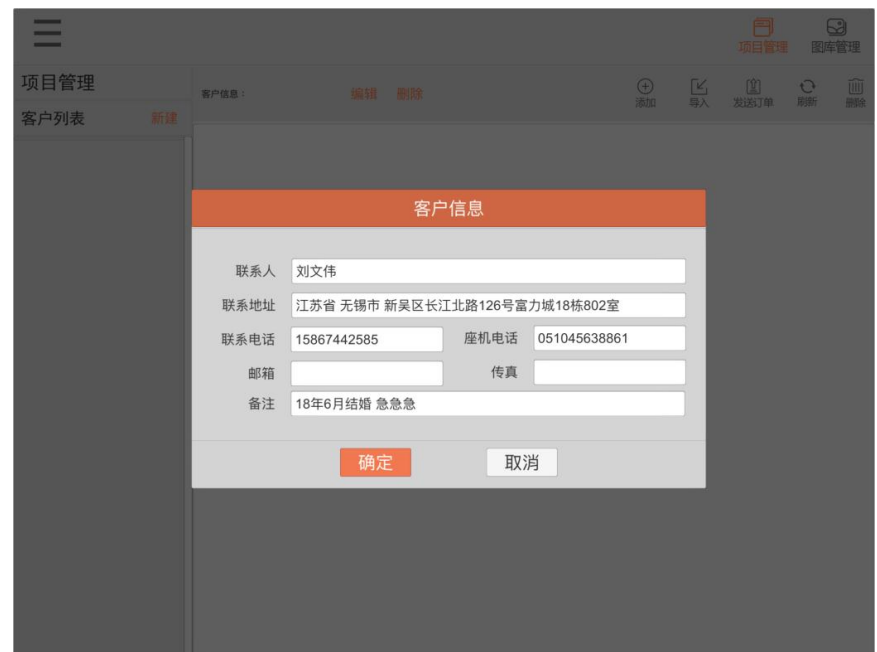 项目管理 图库管理
项目管理
客户信息： 编辑 删除 添加 导入 发送订单 刷新 删除
客户列表 新建
客户信息
联系人 刘文伟
联系地址 江苏省 无锡市 新吴区长江北路126号富力城18栋802室
联系电话 15867442585 座机电话 051045638861
邮箱 传真
备注 18年6月结婚 急急急
确定 取消